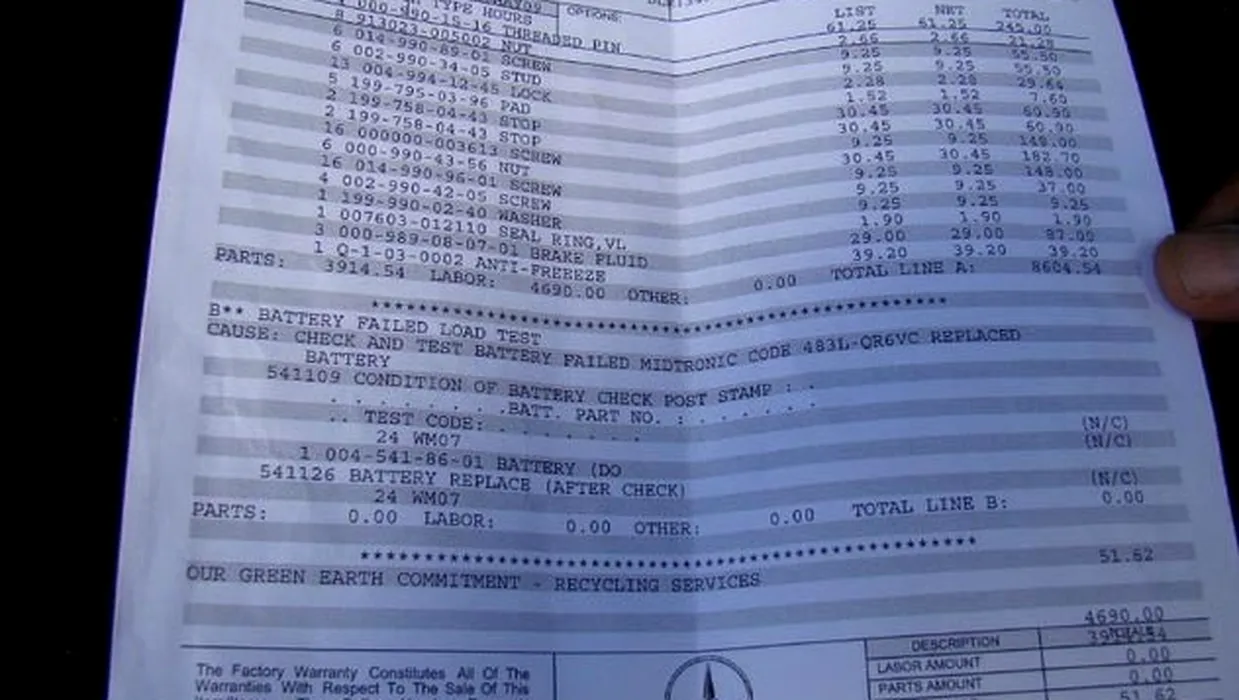 TYPE HOURS OPTIONS: LIST NET TOTAL
000-990-15-16 THREADED PIN 61.25 61.25 245.00
8 913023-005002 NUT 2.66 2.66 21.28
6 014-990-89-01 SCREW 9.25 9.25 55.50
6 002-990-34-05 STUD 9.25 9.25 55.50
13 004-994-12-45 LOCK 2.28 2.28 29.64
5 199-795-03-96 PAD 1.52 1.52 7.60
2 199-758-04-43 STOP 30.45 30.45 60.90
2 199-758-04-43 STOP 30.45 30.45 60.90
16 000000-003613 SCREW 9.25 9.25 148.00
6 000-990-43-56 NUT 30.45 30.45 182.70
16 014-990-96-01 SCREW 9.25 9.25 148.00
4 002-990-42-05 SCREW 9.25 9.25 37.00
1 199-990-02-40 WASHER 9.25 9.25 9.25
1 007603-012110 SEAL RING,VL 1.90 1.90 1.90
3 000-989-08-07-01 BRAKE FLUID 29.00 29.00 87.00
1 Q-1-03-0002 ANTI-FREEZE 39.20 39.20 39.20
PARTS: 3914.54 LABOR: 4690.00 OTHER: 0.00 TOTAL LINE A: 8604.54
B** BATTERY FAILED LOAD TEST
CAUSE: CHECK AND TEST BATTERY FAILED MIDTRONIC CODE 483L-QR6VC REPLACED
BATTERY
541109 CONDITION OF BATTERY CHECK POST STAMP : .
. . . . . . . .BATT. PART NO. : . . . . . .
.. TEST CODE: . . . . . . .
24 WM07 (N/C)
1 004-541-86-01 BATTERY (DO (N/C)
541126 BATTERY REPLACE (AFTER CHECK)
24 WM07 (N/C)
PARTS: 0.00 LABOR: 0.00 OTHER: 0.00 TOTAL LINE B: 0.00
OUR GREEN EARTH COMMITMENT - RECYCLING SERVICES 51.62
4690.00
DESCRIPTION
LABOR AMOUNT
PARTS AMOUNT 0.00
0.00
The Factory Warranty Constitutes All Of The
Warranties With Respect To The Sale Of This